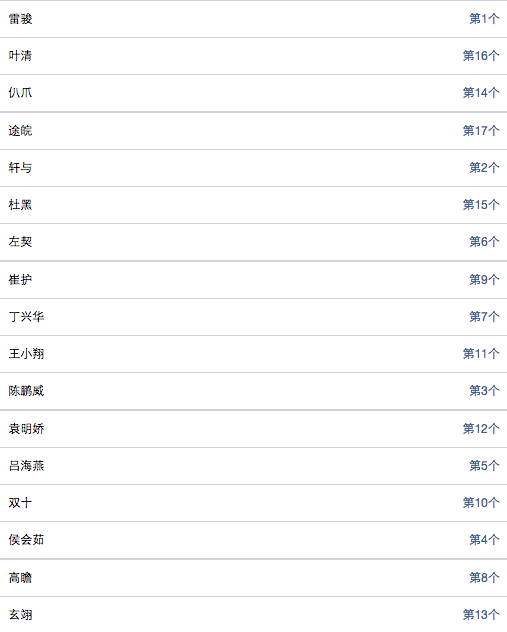 雷骏 第1个
叶清 第16个
仈爪 第14个
途皖 第17个
轩与 第2个
杜黑 第15个
左契 第6个
崔护 第9个
丁兴华 第7个
王小翔 第11个
陈鹏威 第3个
袁明娇 第12个
吕海燕 第5个
双十 第10个
侯会茹 第4个
高瞻 第8个
玄翊 第13个